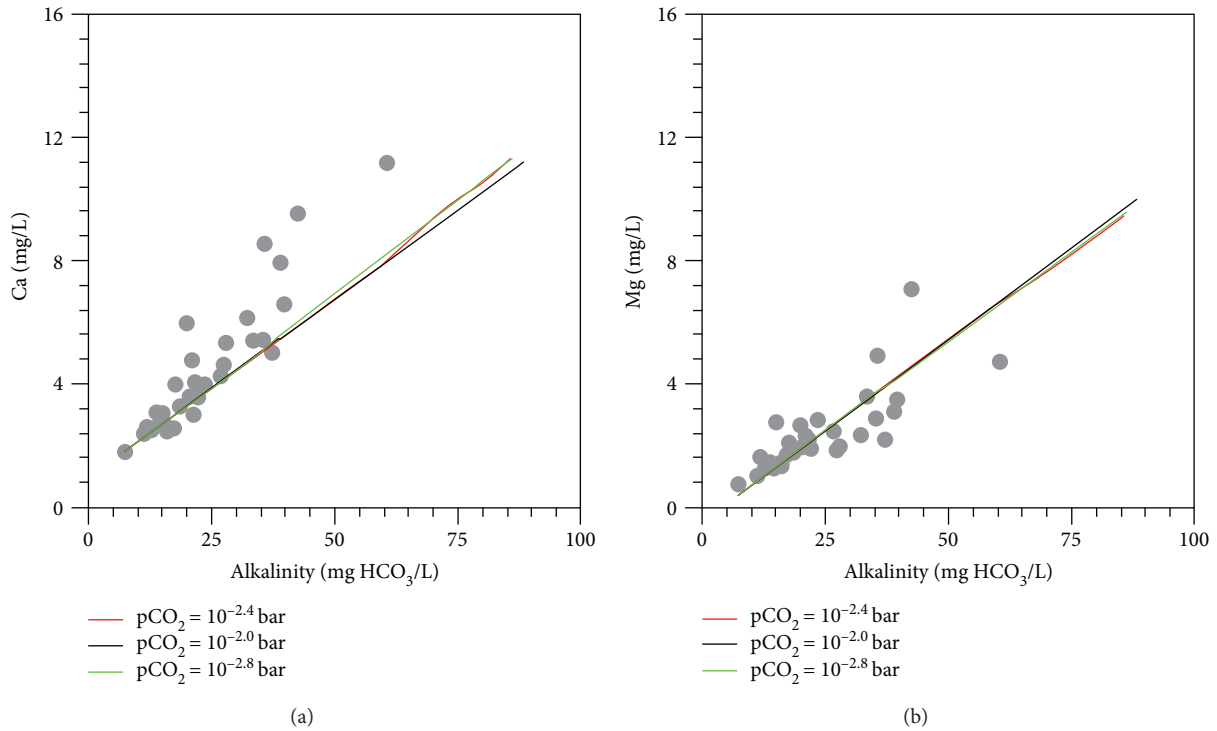 16
12
8
4
0
Ca (mg/L)
0 25 50 75 100
Alkalinity (mg HCO₃/L)
pCO₂ = 10⁻²·⁴ bar
pCO₂ = 10⁻²·⁰ bar
pCO₂ = 10⁻²·⁸ bar
(a)
16
12
8
4
0
Mg (mg/L)
0 25 50 75 100
Alkalinity (mg HCO₃/L)
pCO₂ = 10⁻²·⁴ bar
pCO₂ = 10⁻²·⁰ bar
pCO₂ = 10⁻²·⁸ bar
(b)